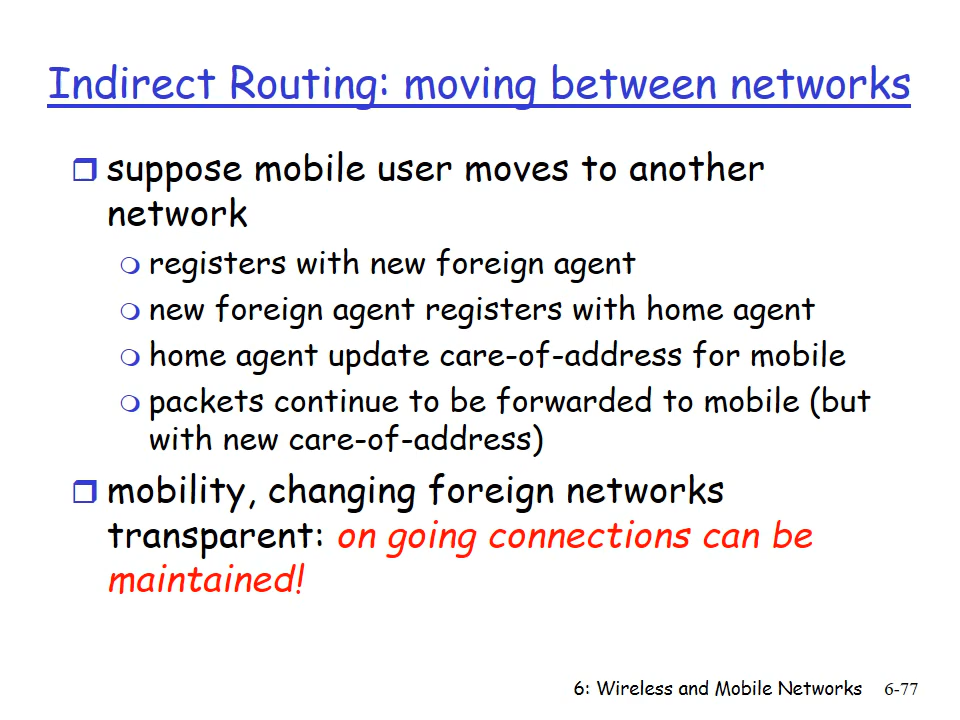 Indirect Routing: moving between networks
suppose mobile user moves to another
network
registers with new foreign agent
new foreign agent registers with home agent
home agent update care-of-address for mobile
packets continue to be forwarded to mobile (but
with new care-of-address)
mobility, changing foreign networks
transparent: on going connections can be
maintained!
6: Wireless and Mobile Networks 6-77